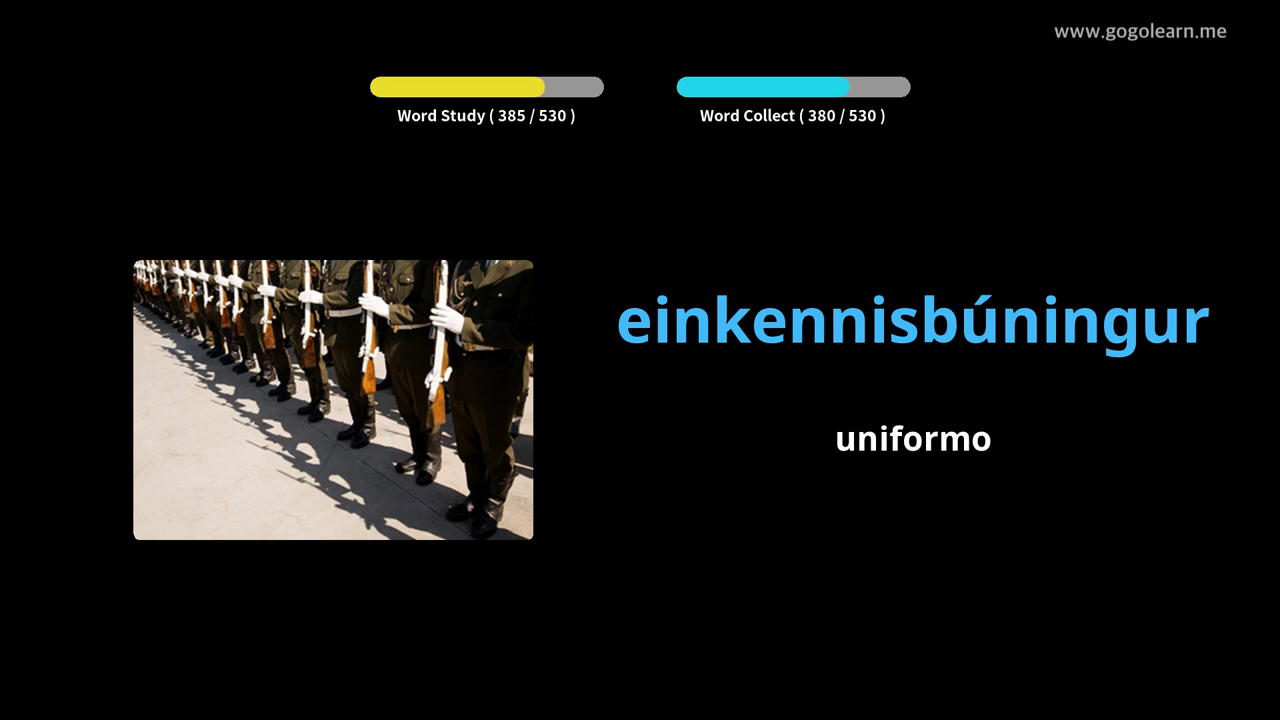 www.gogolearn.me
Word Study ( 385 / 530 )
Word Collect ( 380 / 530 )
einkennisbúningur
uniformo